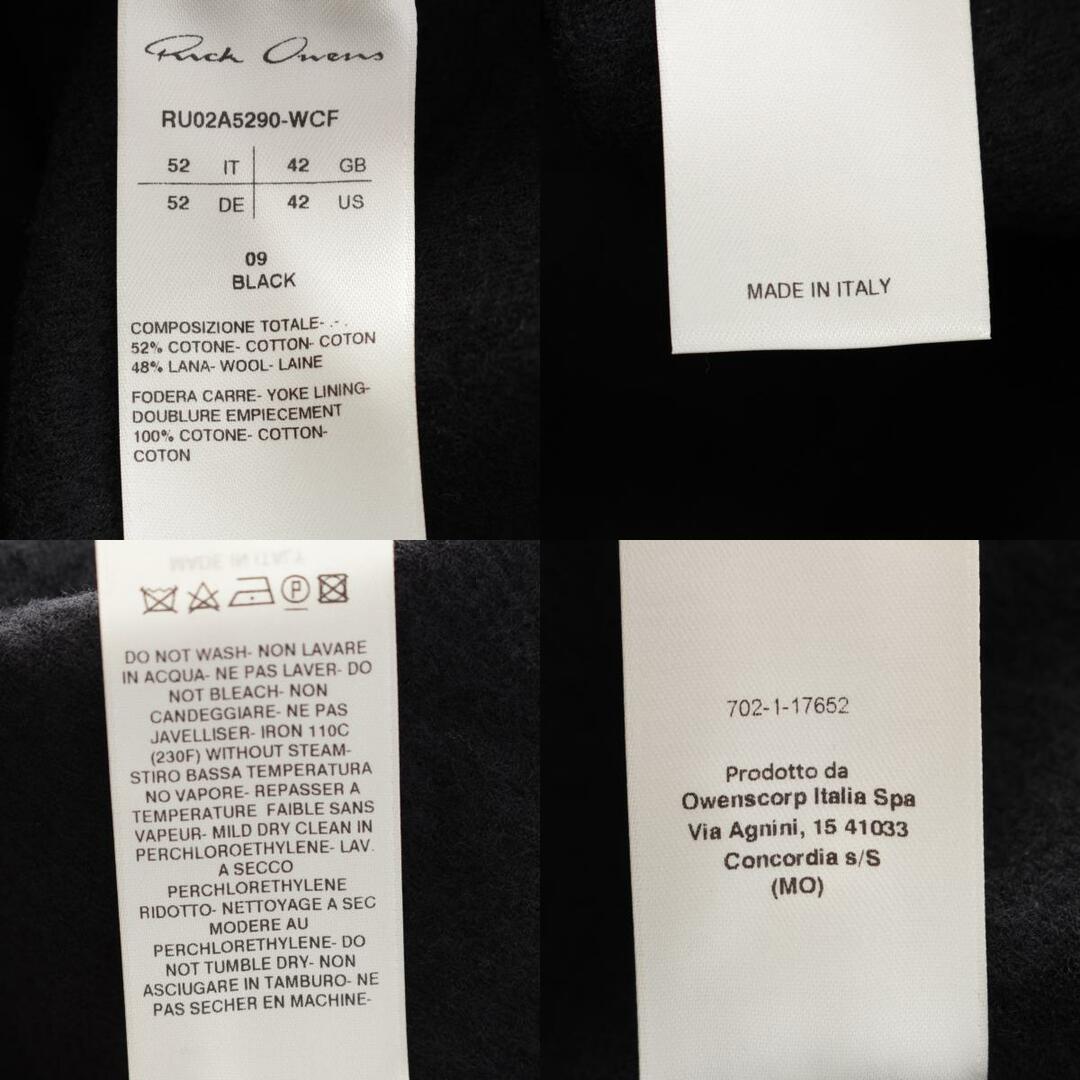 Rick Owens
RU02A5290-WCF
52 IT 42 GB
52 DE 42 US
09
BLACK
COMPOSIZIONE TOTALE- .- .
52% COTONE- COTTON- COTON
48% LANA- WOOL- LAINE
FODERA CARRE- YOKE LINING-
DOUBLURE EMPIECEMENT
100% COTONE- COTTON-
COTON
MADE IN ITALY
MADE IN ITALY
DO NOT WASH- NON LAVARE
IN ACQUA- NE PAS LAVER- DO
NOT BLEACH- NON
CANDEGGIARE- NE PAS
JAVELLISER- IRON 110C
(230F) WITHOUT STEAM-
STIRO BASSA TEMPERATURA
NO VAPORE- REPASSER A
TEMPERATURE FAIBLE SANS
VAPEUR- MILD DRY CLEAN IN
PERCHLOROETHYLENE- LAV.
A SECCO
PERCHLORETHYLENE
RIDOTTO- NETTOYAGE A SEC
MODERE AU
PERCHLORETHYLENE- DO
NOT TUMBLE DRY- NON
ASCIUGARE IN TAMBURO- NE
PAS SECHER EN MACHINE-
702-1-17652
Prodotto da
Owenscorp Italia Spa
Via Agnini, 15 41033
Concordia s/S
(MO)